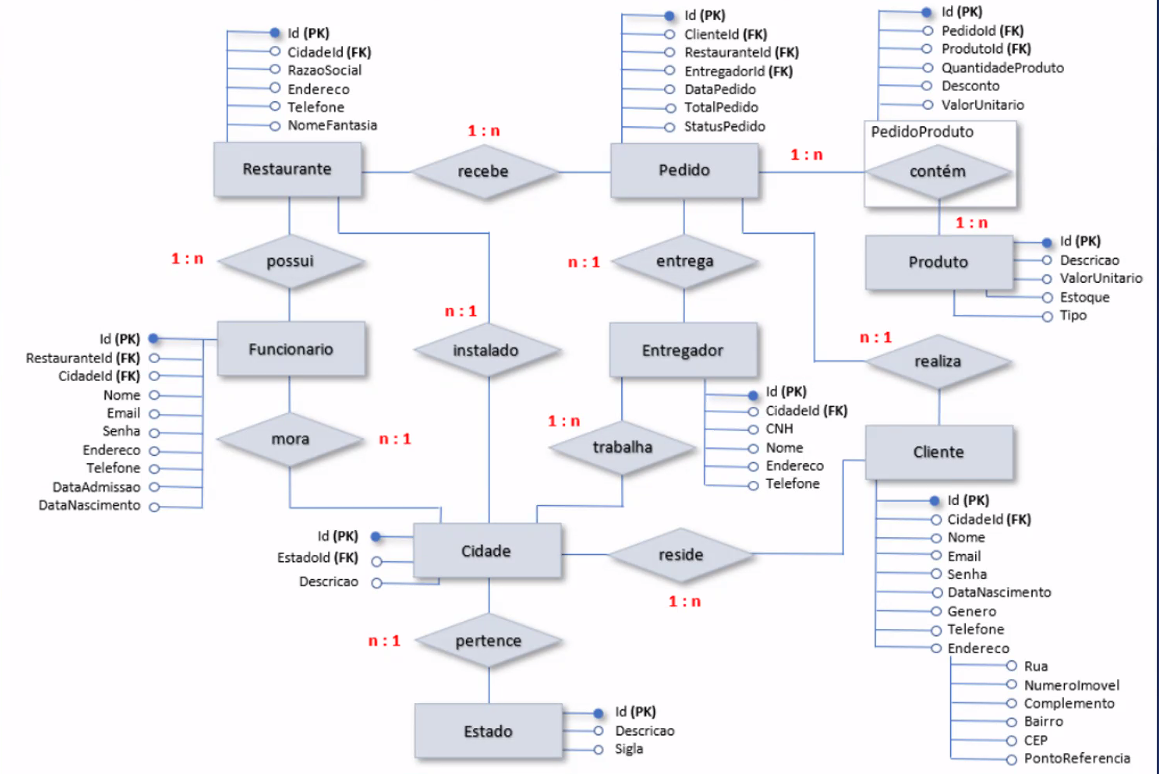 Id (PK)
CidadeId (FK)
RazaoSocial
Endereco
Telefone
NomeFantasia
Restaurante
1 : n
recebe
Id (PK)
ClienteId (FK)
RestauranteId (FK)
EntregadorId (FK)
DataPedido
TotalPedido
StatusPedido
Pedido
1 : n
Id (PK)
PedidoId (FK)
ProdutoId (FK)
QuantidadeProduto
Desconto
ValorUnitario
PedidoProduto
contém
1 : n
Produto
Id (PK)
Descricao
ValorUnitario
Estoque
Tipo
1 : n
possui
n : 1
entrega
n : 1
instalado
n : 1
realiza
Id (PK)
RestauranteId (FK)
CidadeId (FK)
Nome
Email
Senha
Endereco
Telefone
DataAdmissao
DataNascimento
Funcionario
mora
n : 1
Entregador
Id (PK)
CidadeId (FK)
CNH
Nome
Endereco
Telefone
1 : n
trabalha
Cliente
Id (PK)
CidadeId (FK)
Nome
Email
Senha
DataNascimento
Genero
Telefone
Endereco
Rua
NumeroImovel
Complemento
Bairro
CEP
PontoReferencia
Id (PK)
EstadoId (FK)
Descricao
Cidade
reside
1 : n
n : 1
pertence
Estado
Id (PK)
Descricao
Sigla